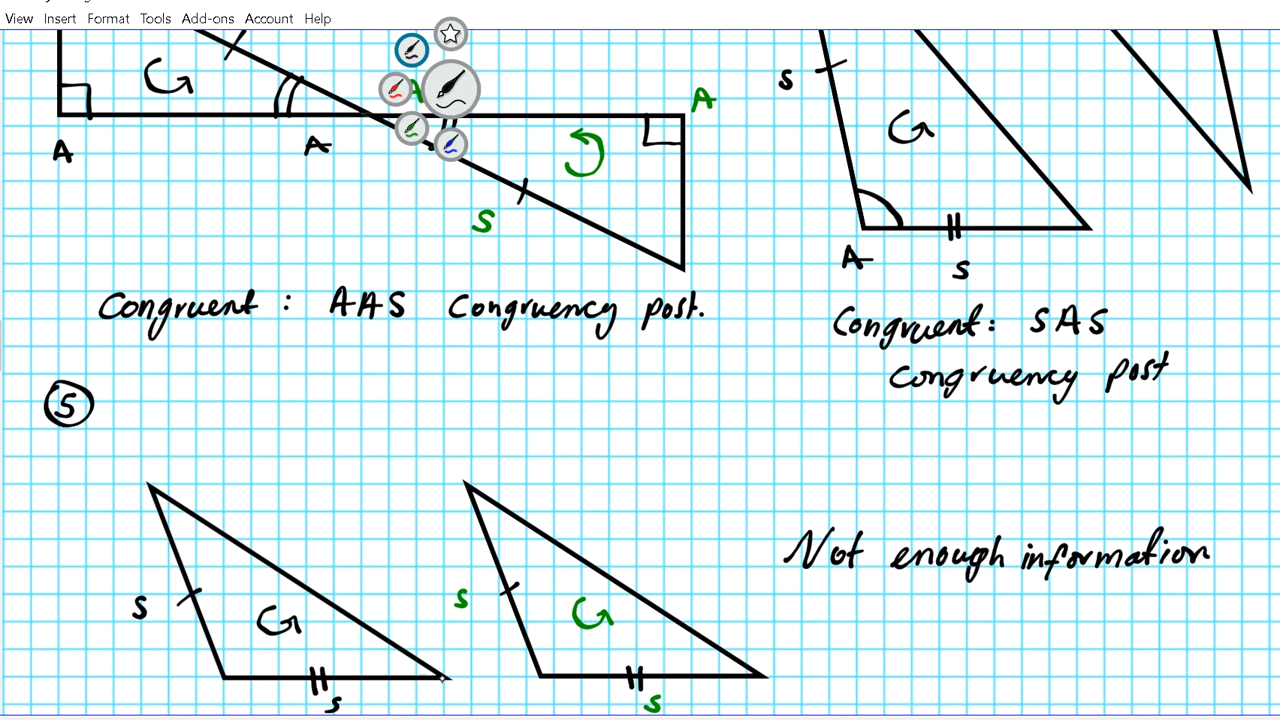 View Insert Format Tools Add-ons Account Help
A
A
A
S
Congruent : AAS Congruency post.
S
A
S
Congruent: SAS
congruency post
5
S
S
S
S
Not enough information